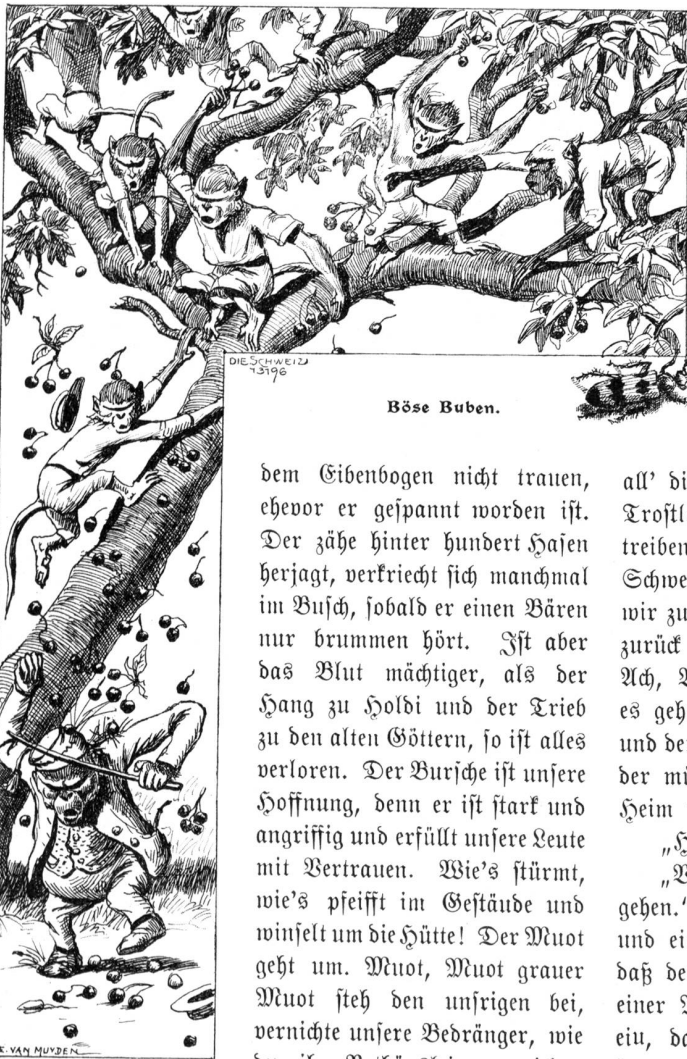 DIE SCHWEIZ
13196
Böse Buben.
dem Eibenbogen nicht trauen,
ehevor er gespannt worden ist.
Der zähe hinter hundert Hasen
herjagt, verkriecht sich manchmal
im Busch, sobald er einen Bären
nur brummen hört. Ist aber
das Blut mächtiger, als der
Hang zu Holdi und der Trieb
zu den alten Göttern, so ist alles
verloren. Der Bursche ist unsere
Hoffnung, denn er ist stark und
angriffig und erfüllt unsere Leute
mit Vertrauen. Wie's stürmt,
wie's pfeifft im Gestäude und
winselt um die Hütte! Der Muot
geht um. Muot, Muot grauer
Muot steh den unsrigen bei,
vernichte unsere Bedränger, wie
all' di
Trostl
treiben
Schwe
wir zu
zurück
Ach,
es geh
und de
der mi
Heim
„H
„V
gehen.“
und ei
daß de
einer
eiu, da
E. VAN MUYDEN